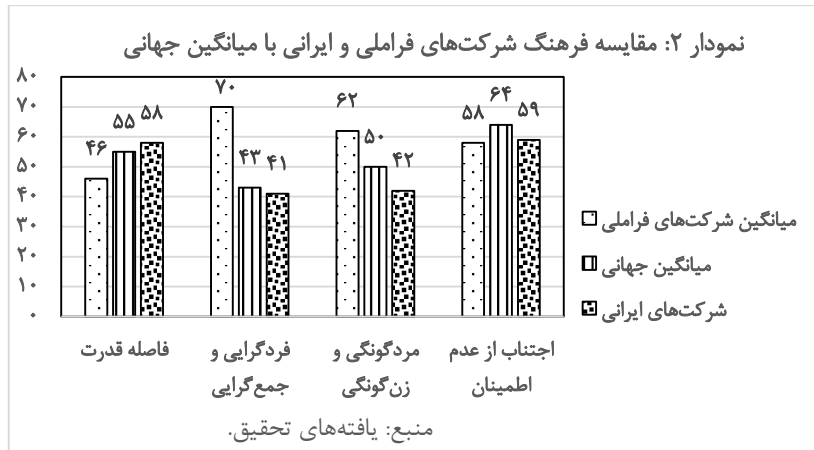 نمودار ۲: مقایسه فرهنگ شرکت‌های فراملی و ایرانی با میانگین جهانی
۸۰
۷۰
۶۰
۵۰
۴۰
۳۰
۲۰
۱۰
۰
۴۶
۵۵
۵۸
۷۰
۴۳
۴۱
۶۲
۵۰
۴۲
۵۸
۶۴
۵۹
فاصله قدرت
فردگرایی و
جمع‌گرایی
مردگونگی و
زن‌گونگی
اجتناب از عدم
اطمینان
میانگین شرکت‌های فراملی
میانگین جهانی
شرکت‌های ایرانی
منبع: یافته‌های تحقیق.